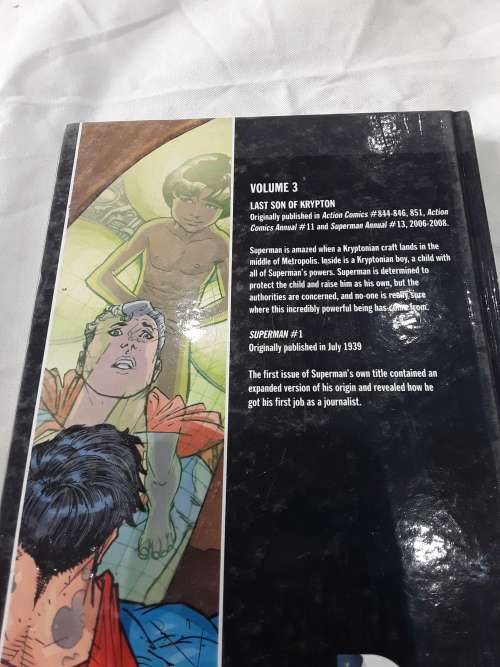 VOLUME 3
LAST SON OF KRYPTON
Originally published in Action Comics #844-846, 851, Action
Comics Annual #11 and Superman Annual #13, 2006-2008.
Superman is amazed when a Kryptonian craft lands in the
middle of Metropolis. Inside is a Kryptonian boy, a child with
all of Superman's powers. Superman is determined to
protect the child and raise him as his own, but the
authorities are concerned, and no-one is really sure
where this incredibly powerful being has come from.
SUPERMAN #1
Originally published in July 1939
The first issue of Superman's own title contained an
expanded version of his origin and revealed how he
got his first job as a journalist.